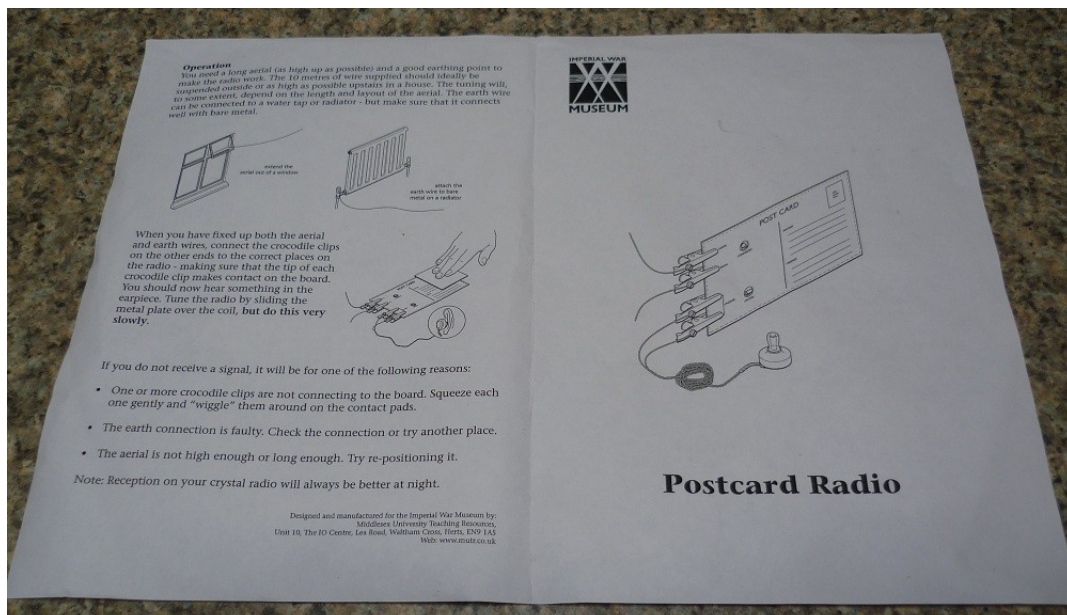 Operation
You need a long aerial (as high up as possible) and a good earthing point to
make the radio work. The 10 metres of wire supplied should ideally be
suspended outside or as high as possible upstairs in a house. The tuning will,
to some extent, depend on the length and layout of the aerial. The earth wire
can be connected to a water tap or radiator - but make sure that it connects
well with bare metal.
extend the
aerial out of a window
attach the
earth wire to bare
metal on a radiator
When you have fixed up both the aerial
and earth wires, connect the crocodile clips
on the other ends to the correct places on
the radio - making sure that the tip of each
crocodile clip makes contact on the board.
You should now hear something in the
earpiece. Tune the radio by sliding the
metal plate over the coil, but do this very
slowly.
If you do not receive a signal, it will be for one of the following reasons:
• One or more crocodile clips are not connecting to the board. Squeeze each
one gently and “wiggle” them around on the contact pads.
• The earth connection is faulty. Check the connection or try another place.
• The aerial is not high enough or long enough. Try re-positioning it.
Note: Reception on your crystal radio will always be better at night.
Designed and manufactured for the Imperial War Museum by:
Middlesex University Teaching Resources,
Unit 10, The IO Centre, Lea Road, Waltham Cross, Herts, EN9 1AS
Web: www.mutr.co.uk
IMPERIAL WAR
MUSEUM
POST CARD
Postcard Radio